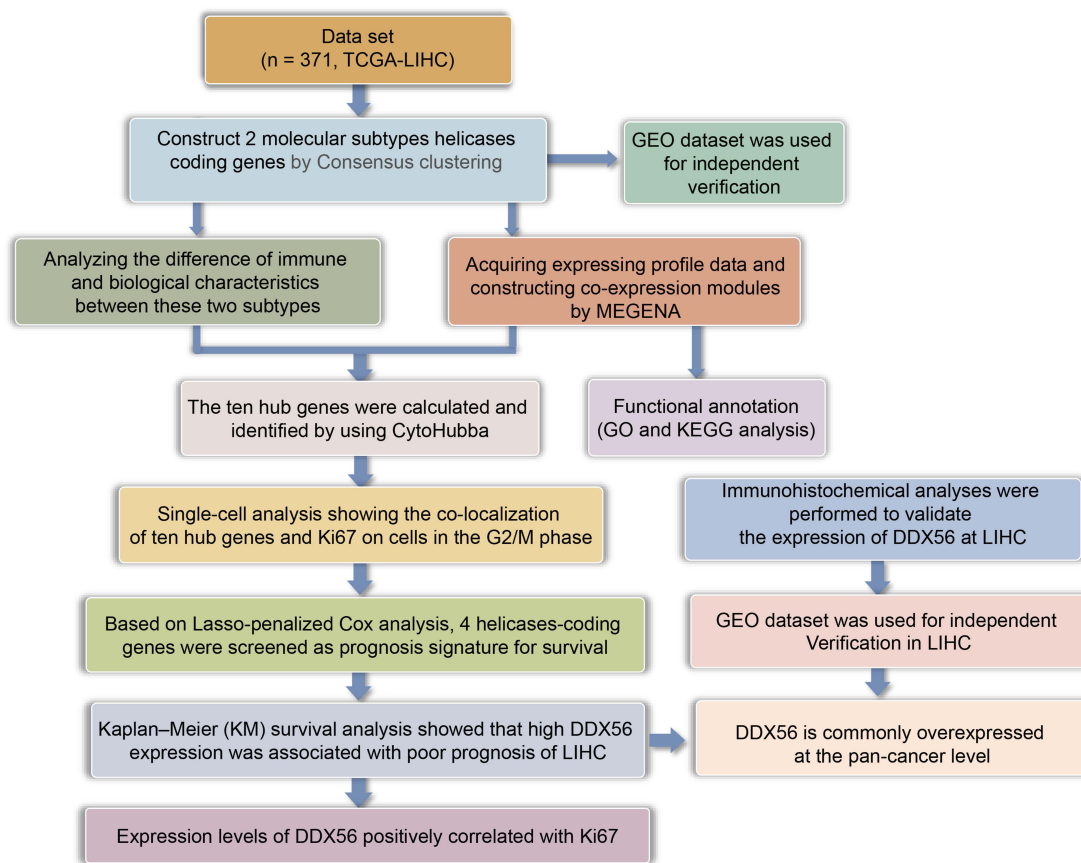 Data set
(n = 371, TCGA-LIHC)
Construct 2 molecular subtypes helicases
coding genes by Consensus clustering
GEO dataset was used
for independent
verification
Analyzing the difference of immune
and biological characteristics
between these two subtypes
Acquiring expressing profile data and
constructing co-expression modules
by MEGENA
The ten hub genes were calculated and
identified by using CytoHubba
Functional annotation
(GO and KEGG analysis)
Single-cell analysis showing the co-localization
of ten hub genes and Ki67 on cells in the G2/M phase
Immunohistochemical analyses were
performed to validate
the expression of DDX56 at LIHC
Based on Lasso-penalized Cox analysis, 4 helicases-coding
genes were screened as prognosis signature for survival
GEO dataset was used for independent
Verification in LIHC
Kaplan–Meier (KM) survival analysis showed that high DDX56
expression was associated with poor prognosis of LIHC
DDX56 is commonly overexpressed
at the pan-cancer level
Expression levels of DDX56 positively correlated with Ki67